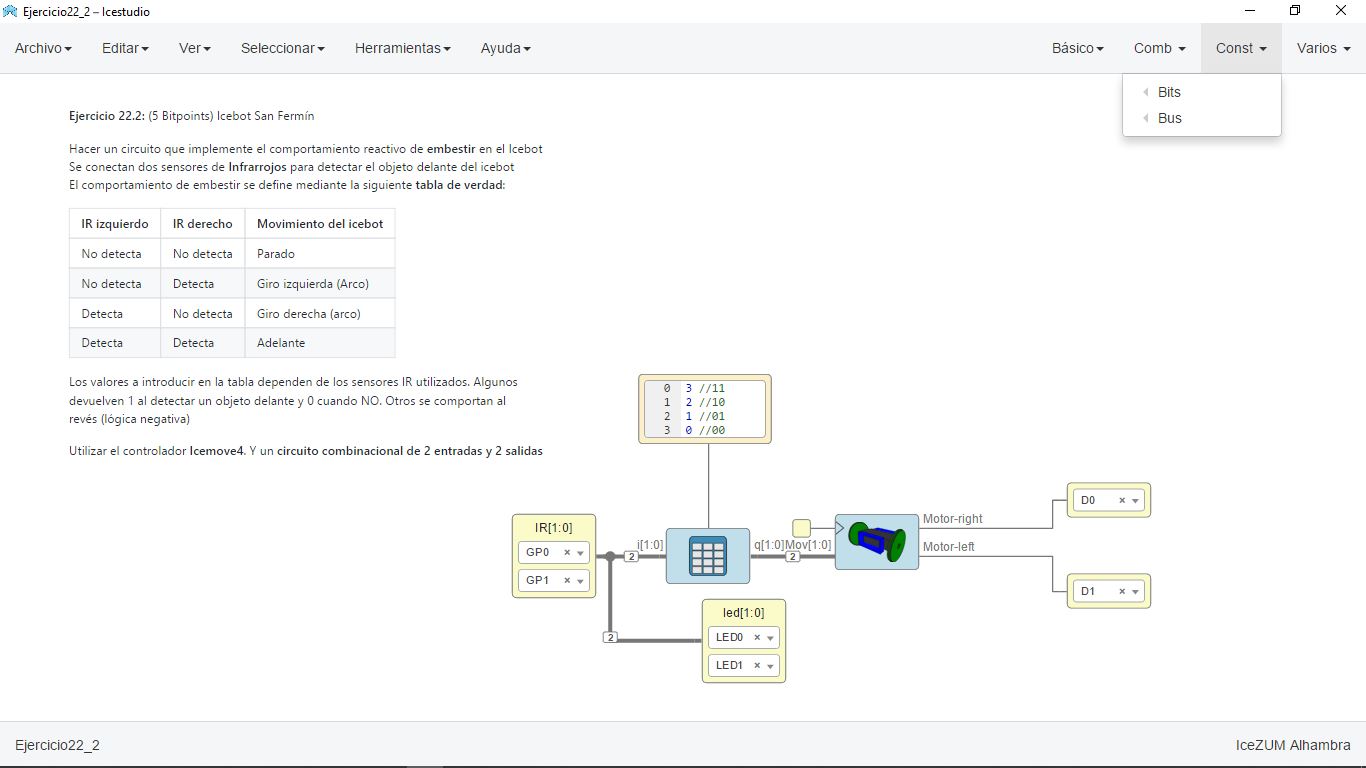 Ejercicio22_2 – Icestudio
Archivo Editar Ver Seleccionar Herramientas Ayuda Básico Comb Const Varios
Bits
Bus
Ejercicio 22.2: (5 Bitpoints) Icebot San Fermín
Hacer un circuito que implemente el comportamiento reactivo de embestir en el Icebot
Se conectan dos sensores de Infrarrojos para detectar el objeto delante del icebot
El comportamiento de embestir se define mediante la siguiente tabla de verdad:
IR izquierdo IR derecho Movimiento del icebot
No detecta No detecta Parado
No detecta Detecta Giro izquierda (Arco)
Detecta No detecta Giro derecha (arco)
Detecta Detecta Adelante
Los valores a introducir en la tabla dependen de los sensores IR utilizados. Algunos
devuelven 1 al detectar un objeto delante y 0 cuando NO. Otros se comportan al
revés (lógica negativa)
Utilizar el controlador Icemove4. Y un circuito combinacional de 2 entradas y 2 salidas
0 3 //11
1 2 //10
2 1 //01
3 0 //00
IR[1:0]
GP0 ×
GP1 ×
2
i[1:0]
q[1:0]
2
Mov[1:0]
Motor-right
Motor-left
D0 ×
D1 ×
2
led[1:0]
LED0 ×
LED1 ×
Ejercicio22_2 IceZUM Alhambra